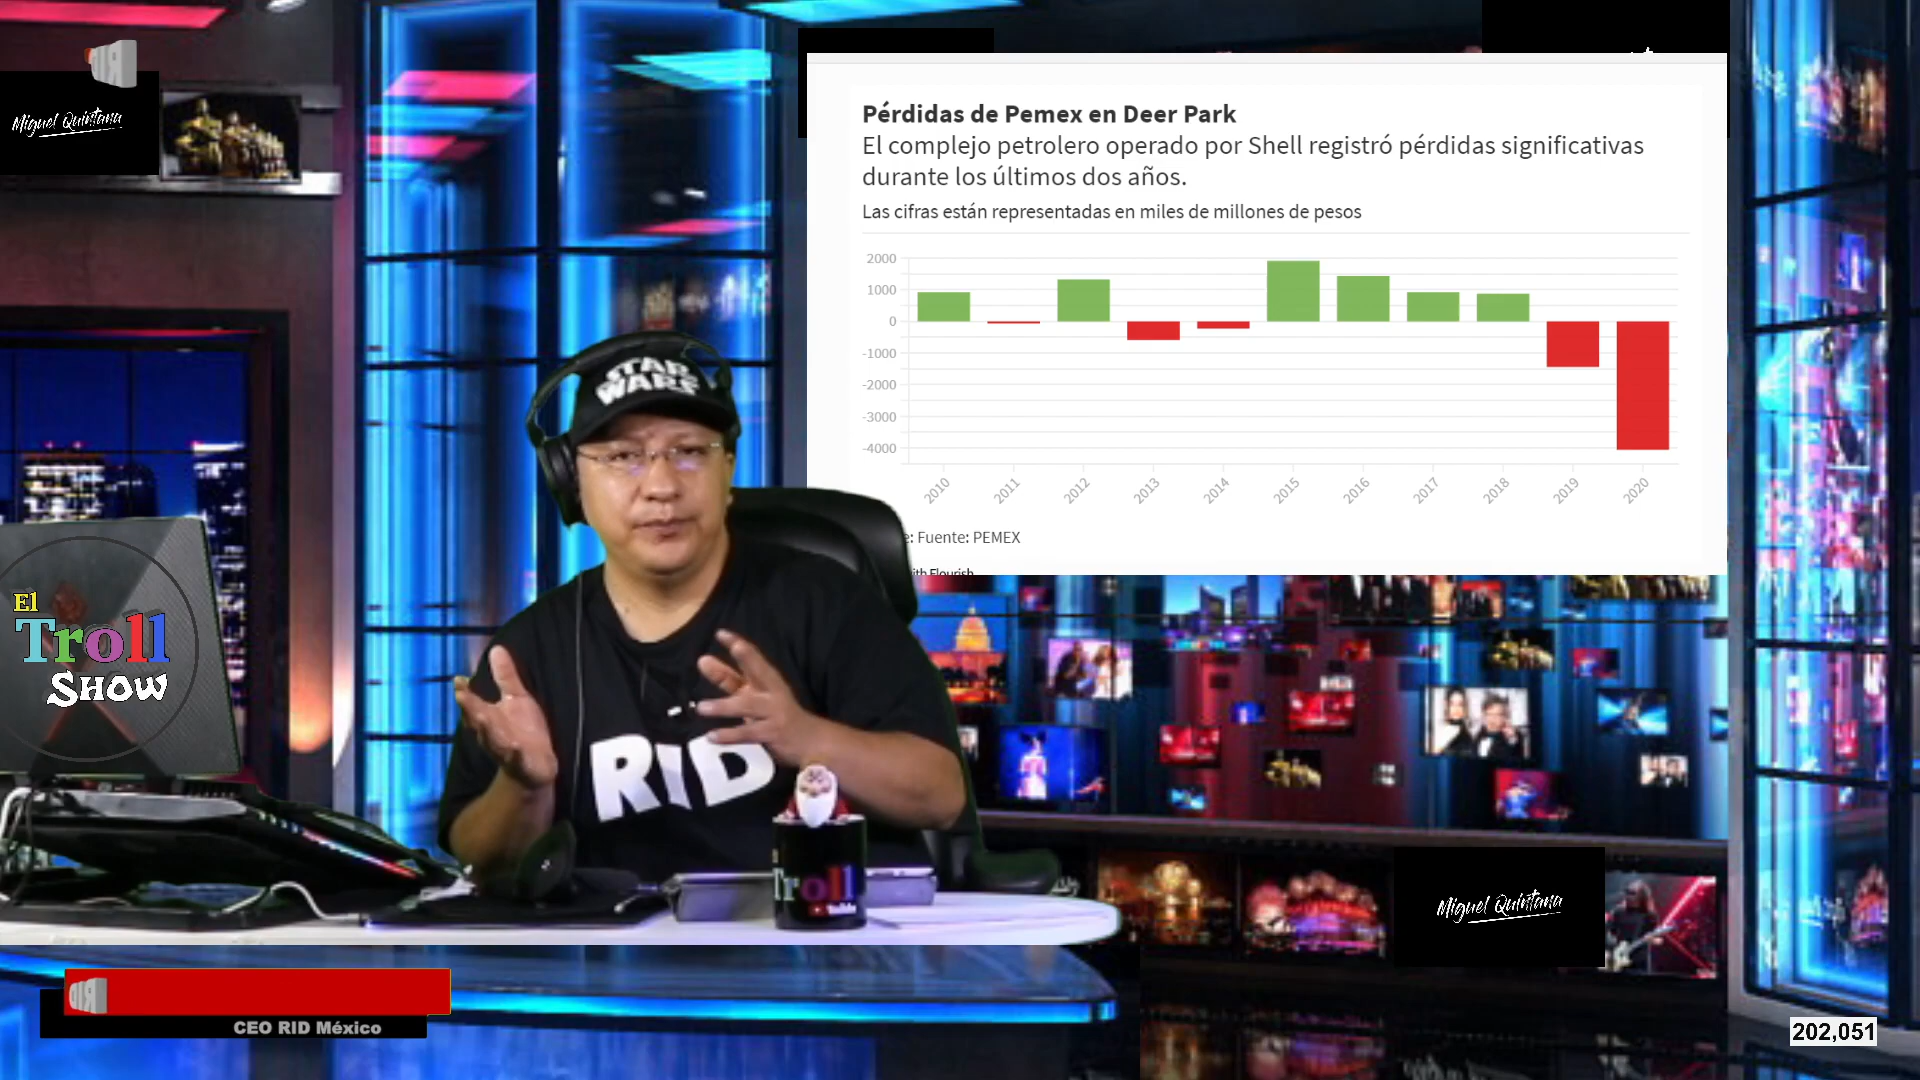 Miguel Quintana
Pérdidas de Pemex en Deer Park
El complejo petrolero operado por Shell registró pérdidas significativas
durante los últimos dos años.
Las cifras están representadas en miles de millones de pesos
2000
1000
0
-1000
-2000
-3000
-4000
2010
2011
2012
2013
2014
2015
2016
2017
2018
2019
2020
Fuente: PEMEX
Flourish
STAR
WARS
El
Troll
SHOW
RID
Troll
Miguel Quintana
CEO RID México
202,051